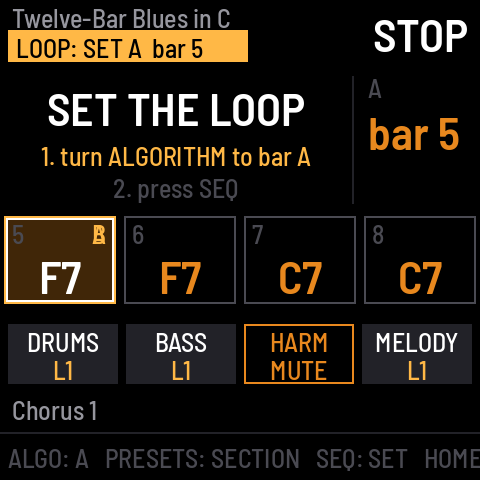 Twelve-Bar Blues in C
LOOP: SET A bar 5
STOP
SET THE LOOP
1. turn ALGORITHM to bar A
2. press SEQ
A
bar 5
5
F7
6
F7
7
C7
8
C7
DRUMS
L1
BASS
L1
HARM
MUTE
MELODY
L1
Chorus 1
ALGO: A PRESETS: SECTION SEQ: SET HOME